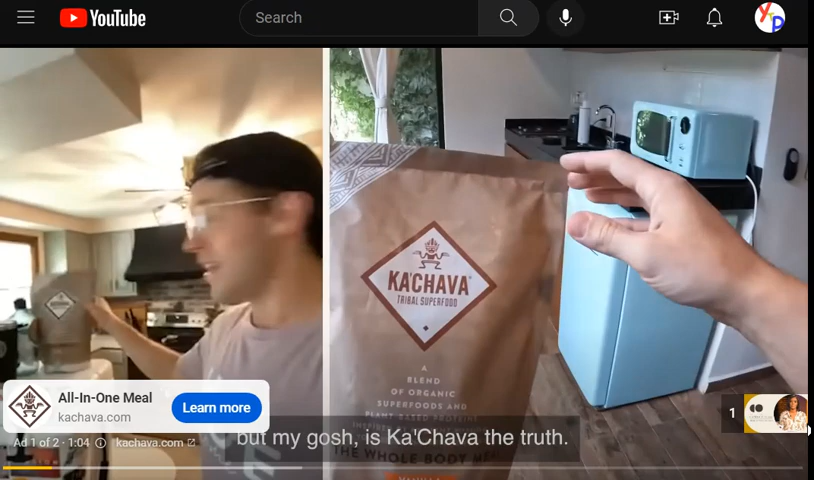 YouTube
Search
KA'CHAVA
TRIBAL SUPERFOOD
A
BLEND
OF ORGANIC
SUPERFOODS AND
PLANT-BASED PROTEINS
THE WHOLE BODY MEAL
All-In-One Meal
kachava.com
Learn more
1
Ad 1 of 2 · 1:04
kachava.com
but my gosh, is Ka'Chava the truth.